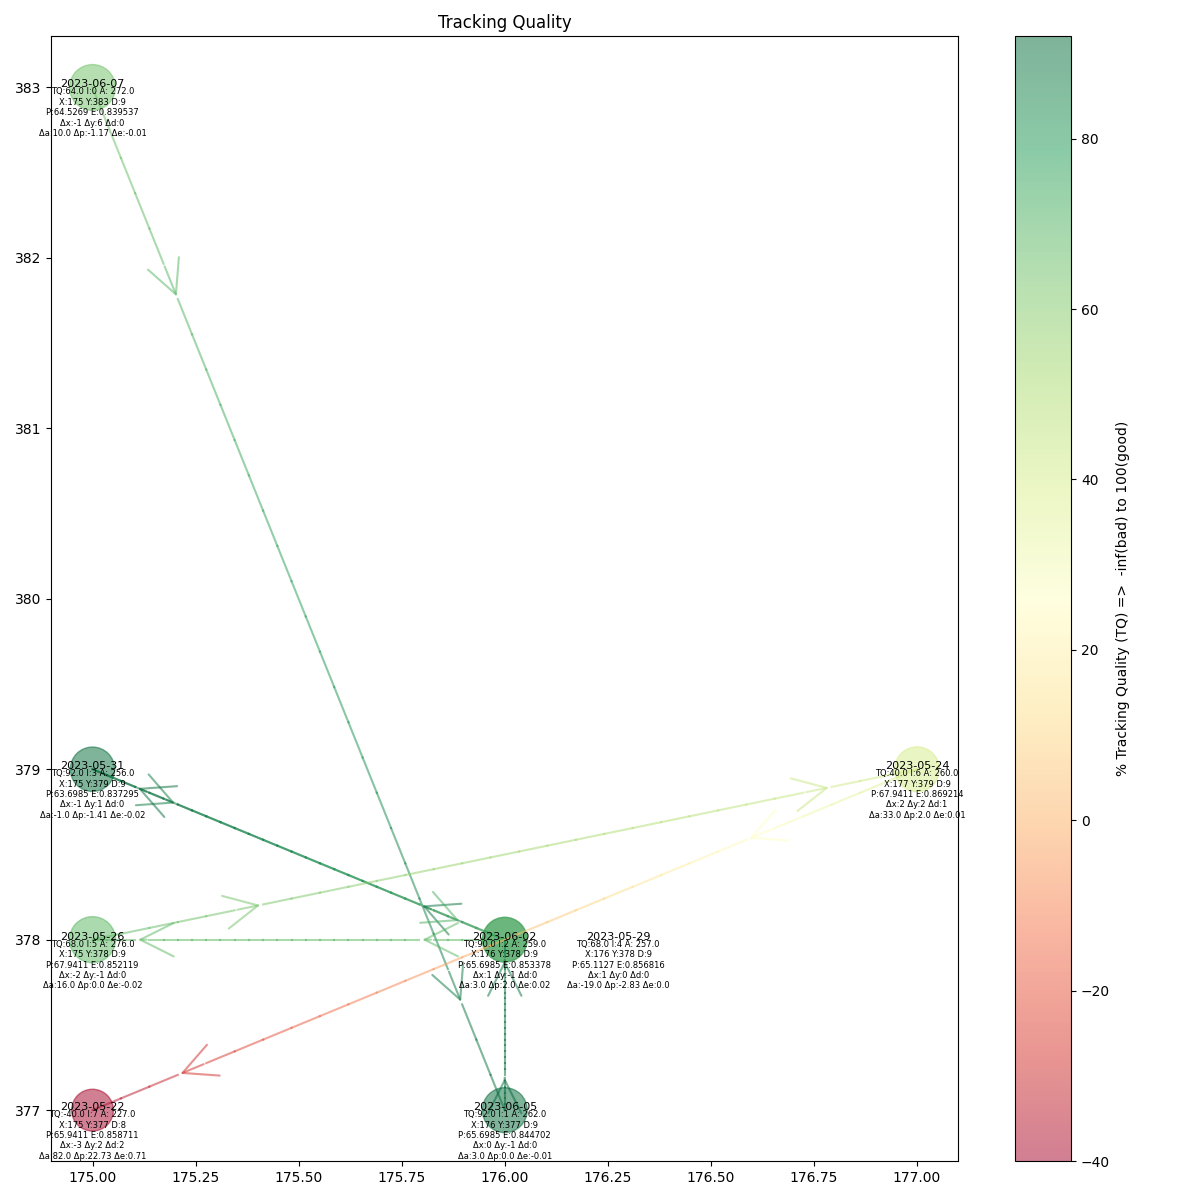 Tracking Quality
383
382
381
380
379
378
377
2023-06-07
TQ:64.0 I:0 A: 272.0
X:175 Y:383 D:9
P:64.5269 E:0.839537
Δx:-1 Δy:6 Δd:0
Δa:10.0 Δp:-1.17 Δe:-0.01
2023-05-31
TQ:92.0 I:3 A: 256.0
X:175 Y:379 D:9
P:63.6985 E:0.837295
Δx:-1 Δy:1 Δd:0
Δa:-1.0 Δp:-1.41 Δe:-0.02
2023-05-24
TQ:40.0 I:6 A: 260.0
X:177 Y:379 D:9
P:67.9411 E:0.869214
Δx:2 Δy:2 Δd:1
Δa:33.0 Δp:2.0 Δe:0.01
2023-05-26
TQ:68.0 I:5 A: 276.0
X:175 Y:378 D:9
P:67.9411 E:0.852119
Δx:-2 Δy:-1 Δd:0
Δa:16.0 Δp:0.0 Δe:-0.02
2023-06-02
TQ:90.0 I:2 A: 259.0
X:176 Y:378 D:9
P:65.6985 E:0.853378
Δx:1 Δy:-1 Δd:0
Δa:3.0 Δp:2.0 Δe:0.02
2023-05-29
TQ:68.0 I:4 A: 257.0
X:176 Y:378 D:9
P:65.1127 E:0.856816
Δx:1 Δy:0 Δd:0
Δa:-19.0 Δp:-2.83 Δe:0.0
2023-05-22
TQ:-40.0 I:7 A: 227.0
X:175 Y:377 D:8
P:65.9411 E:0.858711
Δx:-3 Δy:2 Δd:2
Δa:82.0 Δp:22.73 Δe:0.71
2023-06-05
TQ:92.0 I:1 A: 262.0
X:176 Y:377 D:9
P:65.6985 E:0.844702
Δx:0 Δy:-1 Δd:0
Δa:3.0 Δp:0.0 Δe:-0.01
175.00
175.25
175.50
175.75
176.00
176.25
176.50
176.75
177.00
80
60
40
20
0
−20
−40
% Tracking Quality (TQ) =>  -inf(bad) to 100(good)